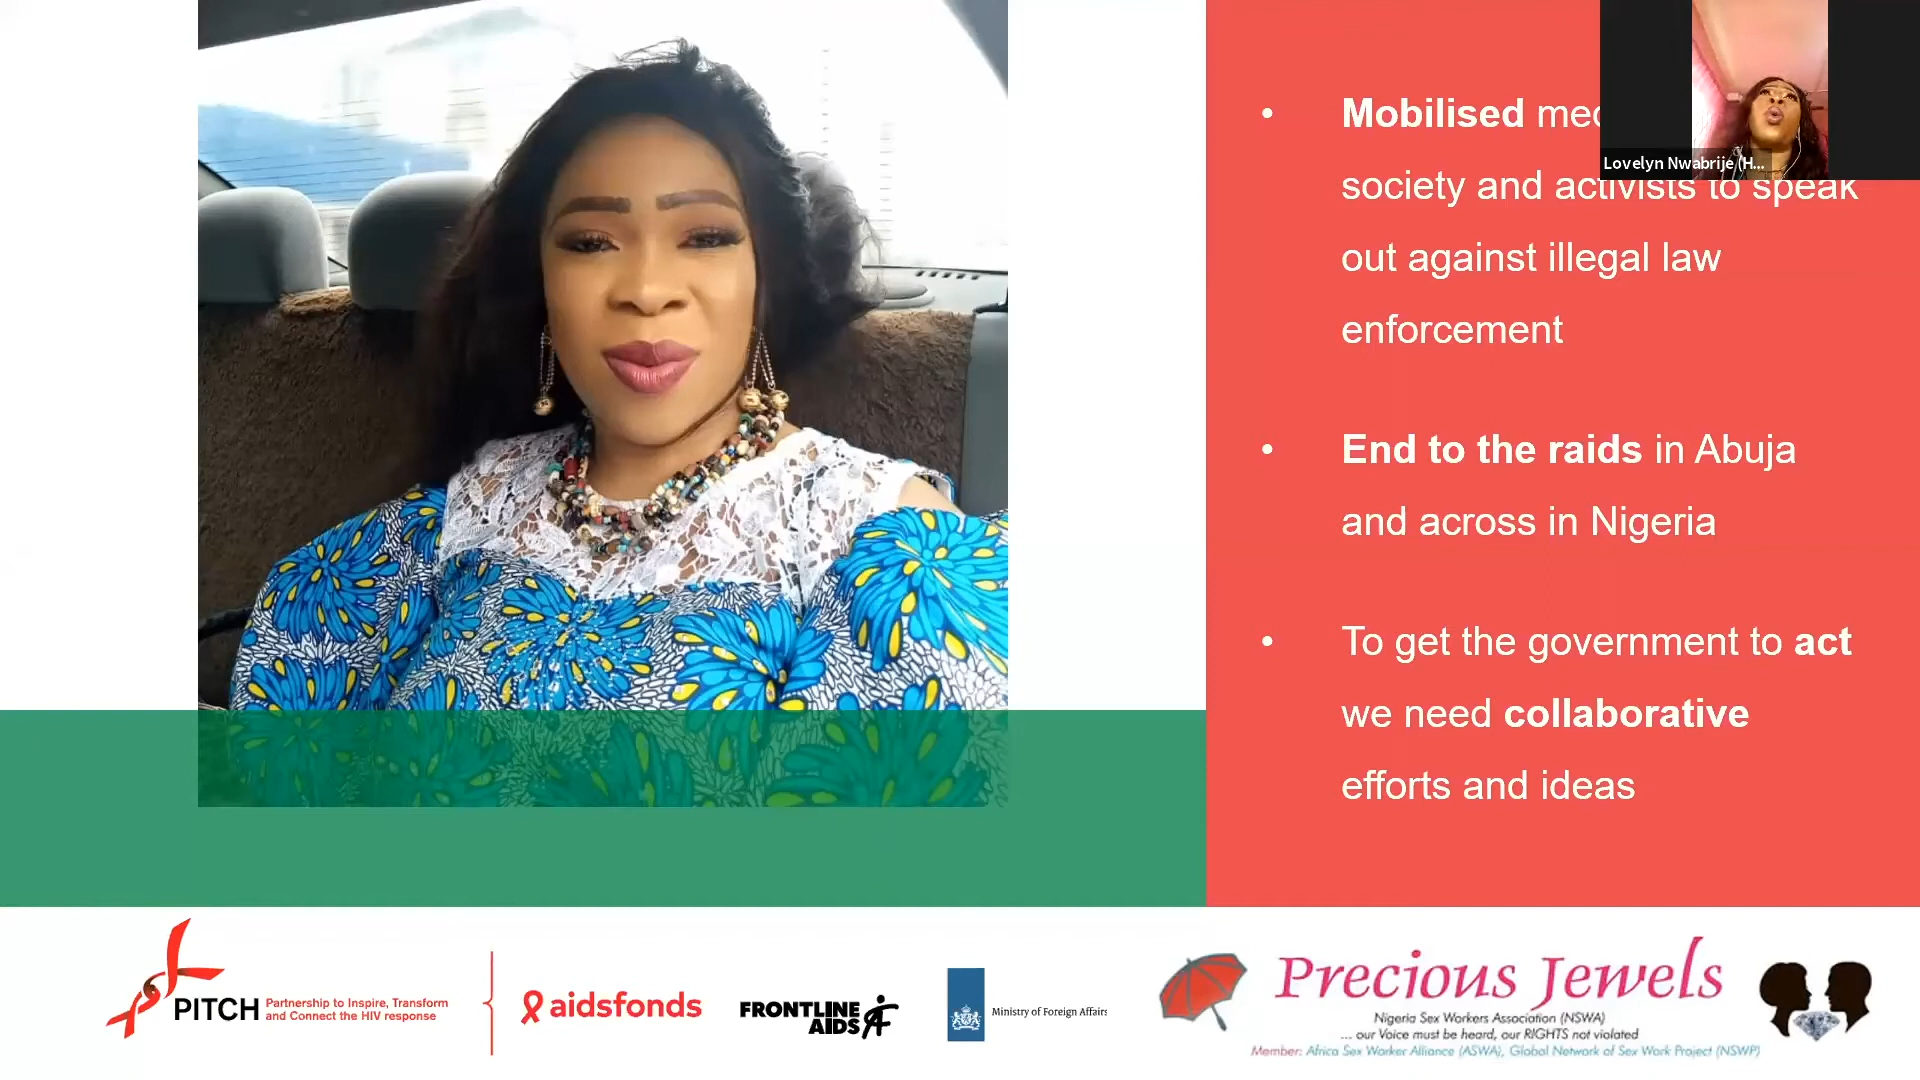 • Mobilised
society and activists to speak
out against illegal law
enforcement
• End to the raids in Abuja
and across in Nigeria
• To get the government to act
we need collaborative
efforts and ideas
Lovelyn Nwabrije (H...
PITCH
Partnership to Inspire, Transform
and Connect the HIV response
aidsfonds
FRONTLINE
AIDS
Ministry of Foreign Affairs
Precious Jewels
Nigeria Sex Workers Association (NSWA)
... our Voice must be heard, our RIGHTS not violated
Member: Africa Sex Worker Alliance (ASWA), Global Network of Sex Work Project (NSWP)